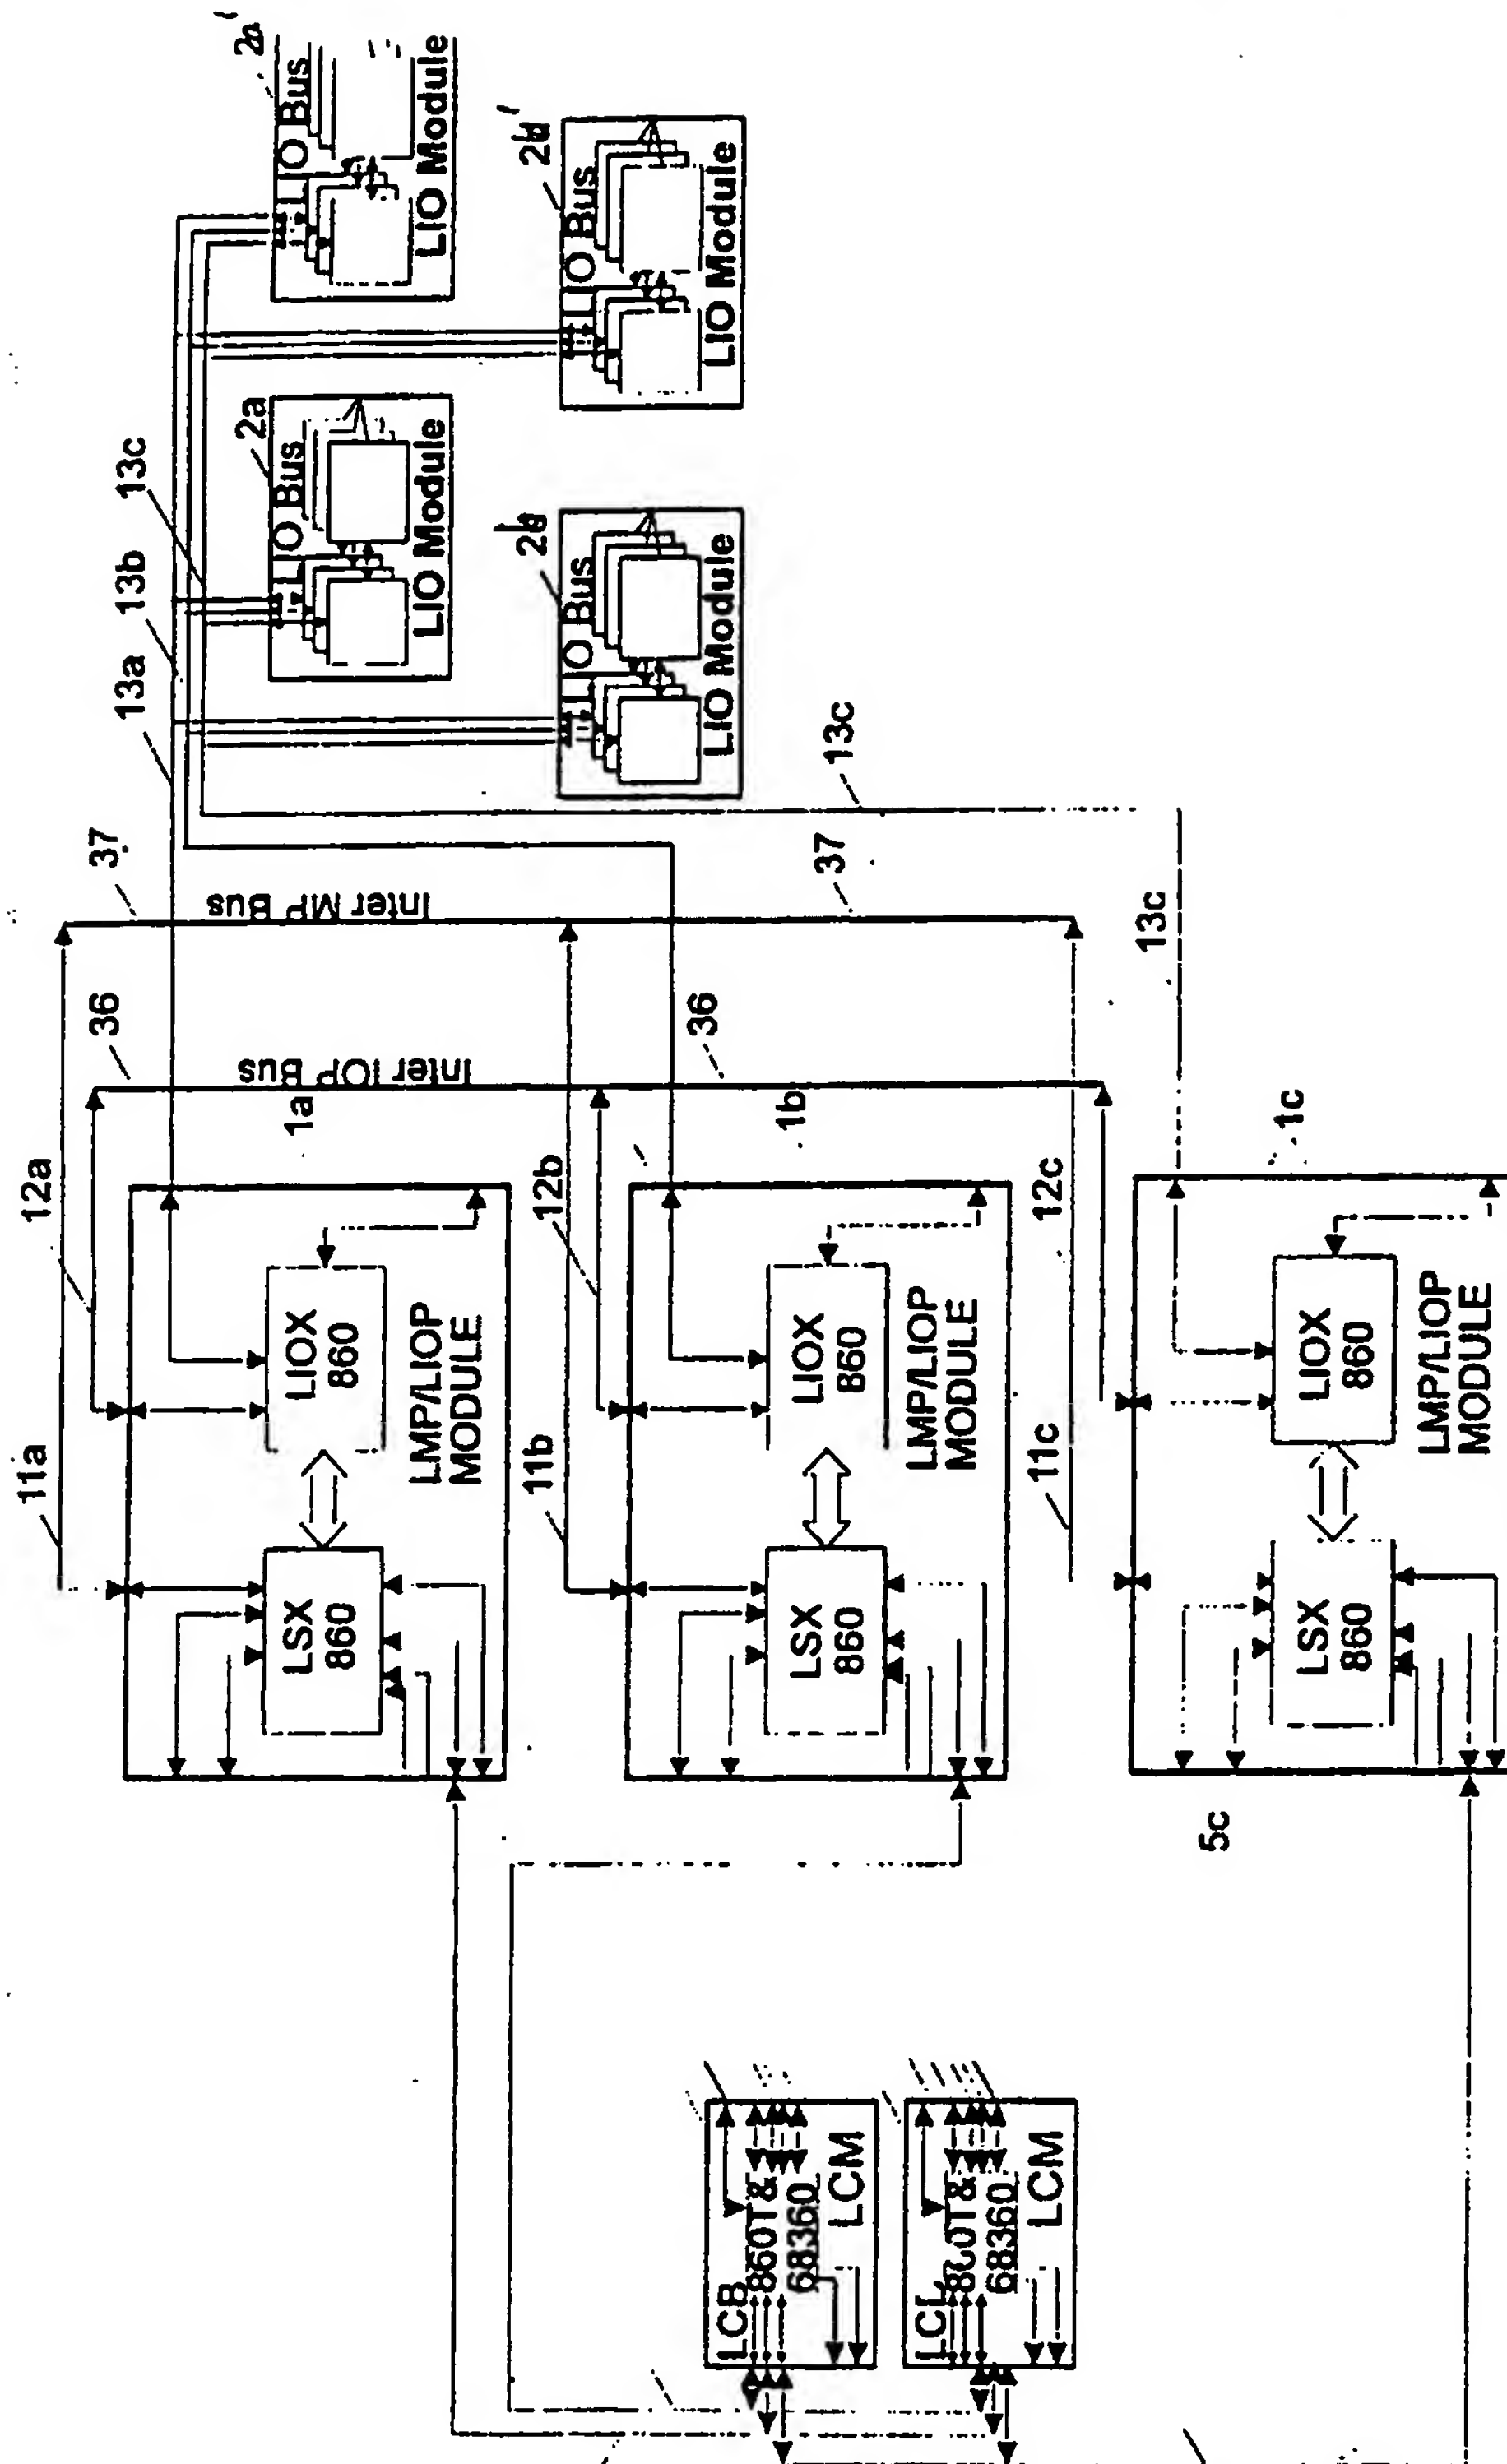 11a
12a
36
37
13a
13b
13c
Inter MP Bus
Inter IOP Bus
1a
LSX
860
LIOX
860
LMP/LIOP
MODULE
LIO Bus
2a
LIO Module
LIO Bus
2a'
LIO Module
LIO Bus
LIO Module
LIO Bus
LIO Module
11b
12b
36
37
1b
LSX
860
LIOX
860
LMP/LIOP
MODULE
13c
11c
12c
13c
1c
5c
LSX
860
LIOX
860
LMP/LIOP
MODULE
LCB
860T &
68360
LCM
LCL
860T &
68360
LCM